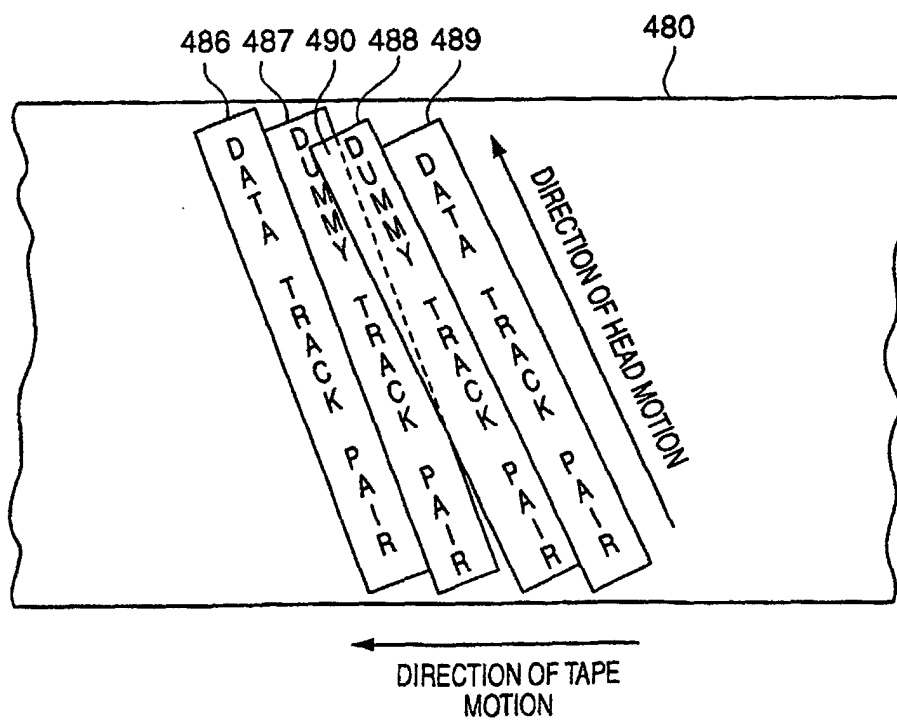 486 487 490 488 489 480
DATA TRACK PAIR
DUMMY TRACK PAIR
DUMMY TRACK PAIR
DATA TRACK PAIR
DIRECTION OF HEAD MOTION
DIRECTION OF TAPE
MOTION